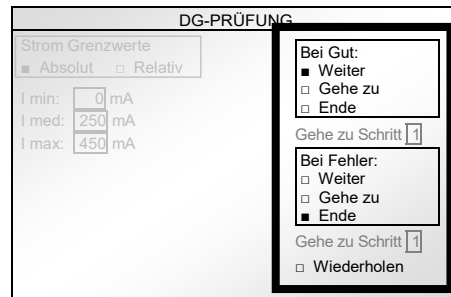 DG-PRÜFUNG
Strom Grenzwerte
■ Absolut □ Relativ
I min: 0 mA
I med: 250 mA
I max: 450 mA
Bei Gut:
■ Weiter
□ Gehe zu
□ Ende
Gehe zu Schritt 1
Bei Fehler:
□ Weiter
□ Gehe zu
■ Ende
Gehe zu Schritt 1
□ Wiederholen